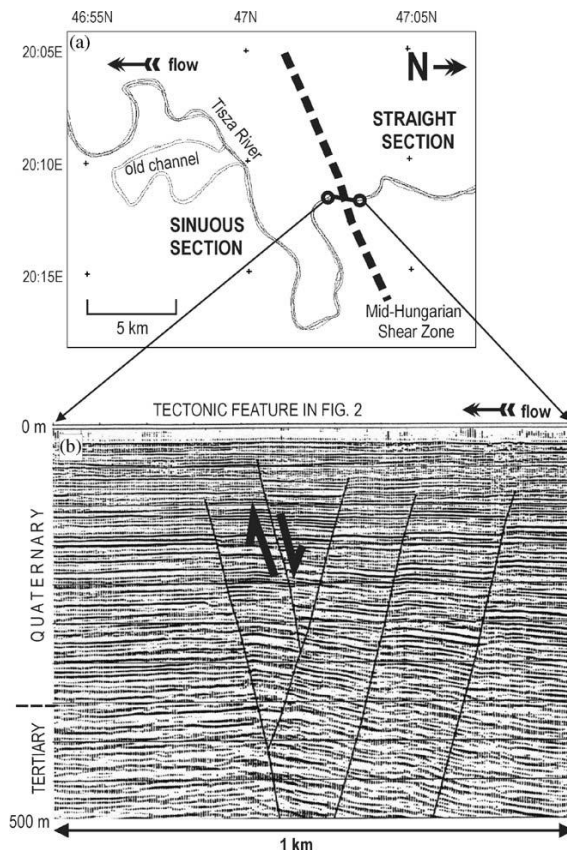 46:55N 47N 47:05N
20:05E
(a)
flow
N
Tisza River
STRAIGHT
SECTION
20:10E
old channel
SINUOUS
SECTION
20:15E
5 km
Mid-Hungarian
Shear Zone
TECTONIC FEATURE IN FIG. 2
flow
0 m
(b)
QUATERNARY
TERTIARY
500 m
1 km